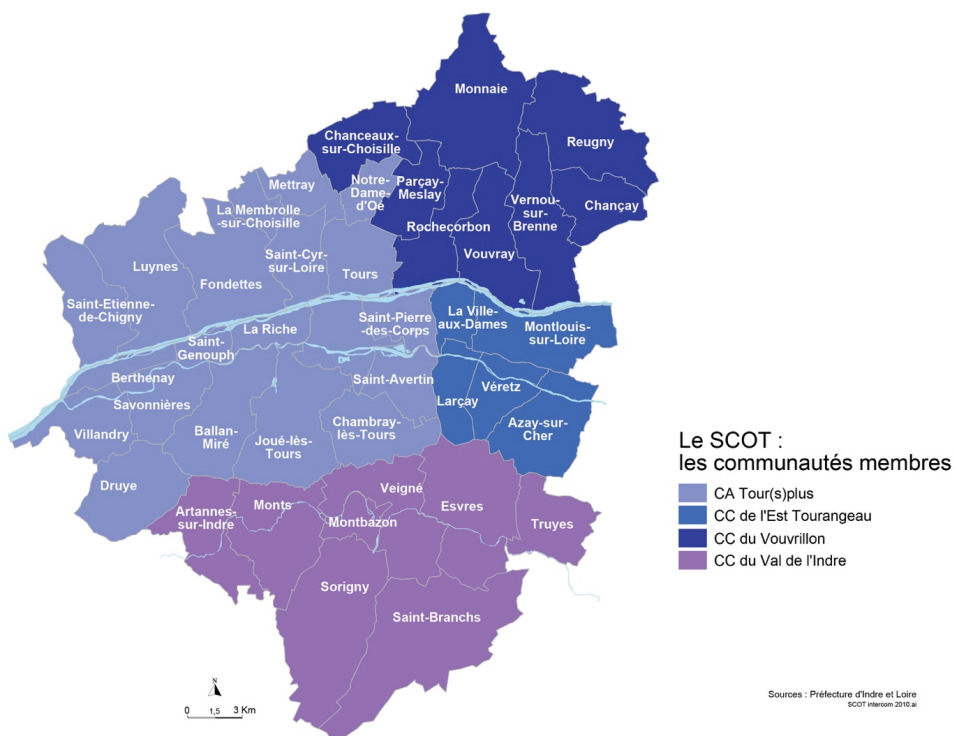 Monnaie
Reugny
Chanceaux-
sur-Choisille
Mettray
Notre-
Dame-
d'Oé
Parçay-
Meslay
Vernou-
sur-
Brenne
Chançay
La Membrolle
-sur-Choisille
Rochecorbon
Vouvray
Saint-Cyr-
sur-Loire
Tours
Luynes
Fondettes
Saint-Etienne-
de-Chigny
La Ville-
aux-Dames
Montlouis-
sur-Loire
Saint-Pierre
-des-Corps
La Riche
Saint-
Genouph
Berthenay
Saint-Avertin
Véretz
Larçay
Savonnières
Azay-sur-
Cher
Villandry
Ballan-
Miré
Joué-lès-
Tours
Chambray-
lès-Tours
Druye
Artannes-
sur-Indre
Monts
Veigné
Esvres
Montbazon
Truyes
Sorigny
Saint-Branchs
Le SCOT :
les communautés membres
CA Tour(s)plus
CC de l'Est Tourangeau
CC du Vouvrillon
CC du Val de l'Indre
N
0 1,5 3 Km
Sources : Préfecture d'Indre et Loire
SCOT intercom 2010.ai